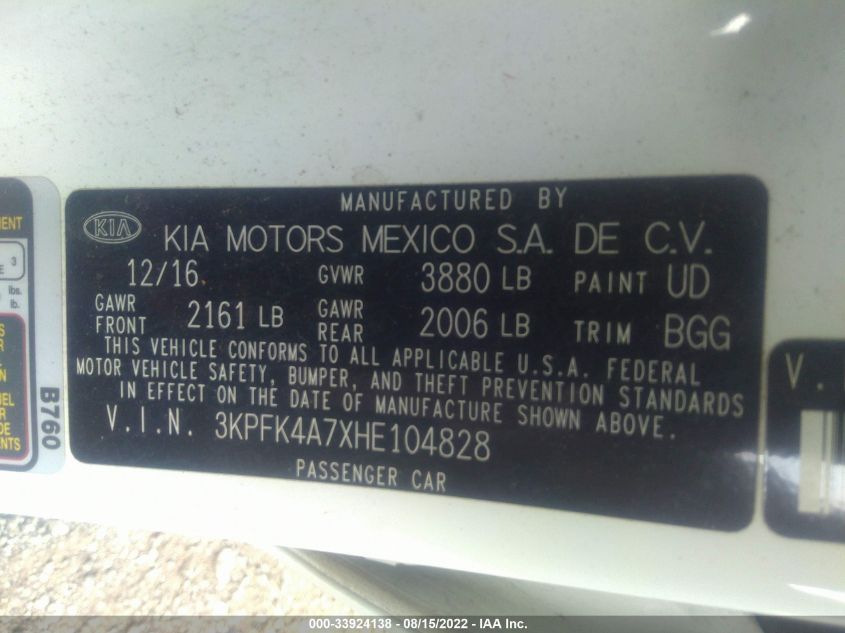 MANUFACTURED BY
KIA
KIA MOTORS MEXICO S.A. DE C.V.
12/16 GVWR 3880 LB PAINT UD
GAWR FRONT 2161 LB GAWR REAR 2006 LB TRIM BGG
THIS VEHICLE CONFORMS TO ALL APPLICABLE U.S.A. FEDERAL
MOTOR VEHICLE SAFETY, BUMPER, AND THEFT PREVENTION STANDARDS
IN EFFECT ON THE DATE OF MANUFACTURE SHOWN ABOVE.
V.I.N. 3KPFK4A7XHE104828
PASSENGER CAR
3
lbs.
lb.
B760
V.
000-33924138 - 08/15/2022 - IAA Inc.